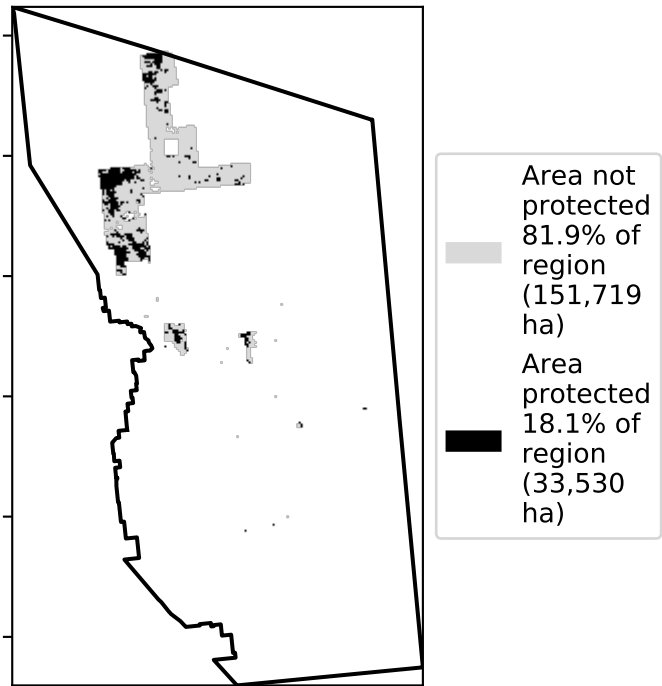 Area not
protected
81.9% of
region
(151,719
ha)
Area
protected
18.1% of
region
(33,530
ha)